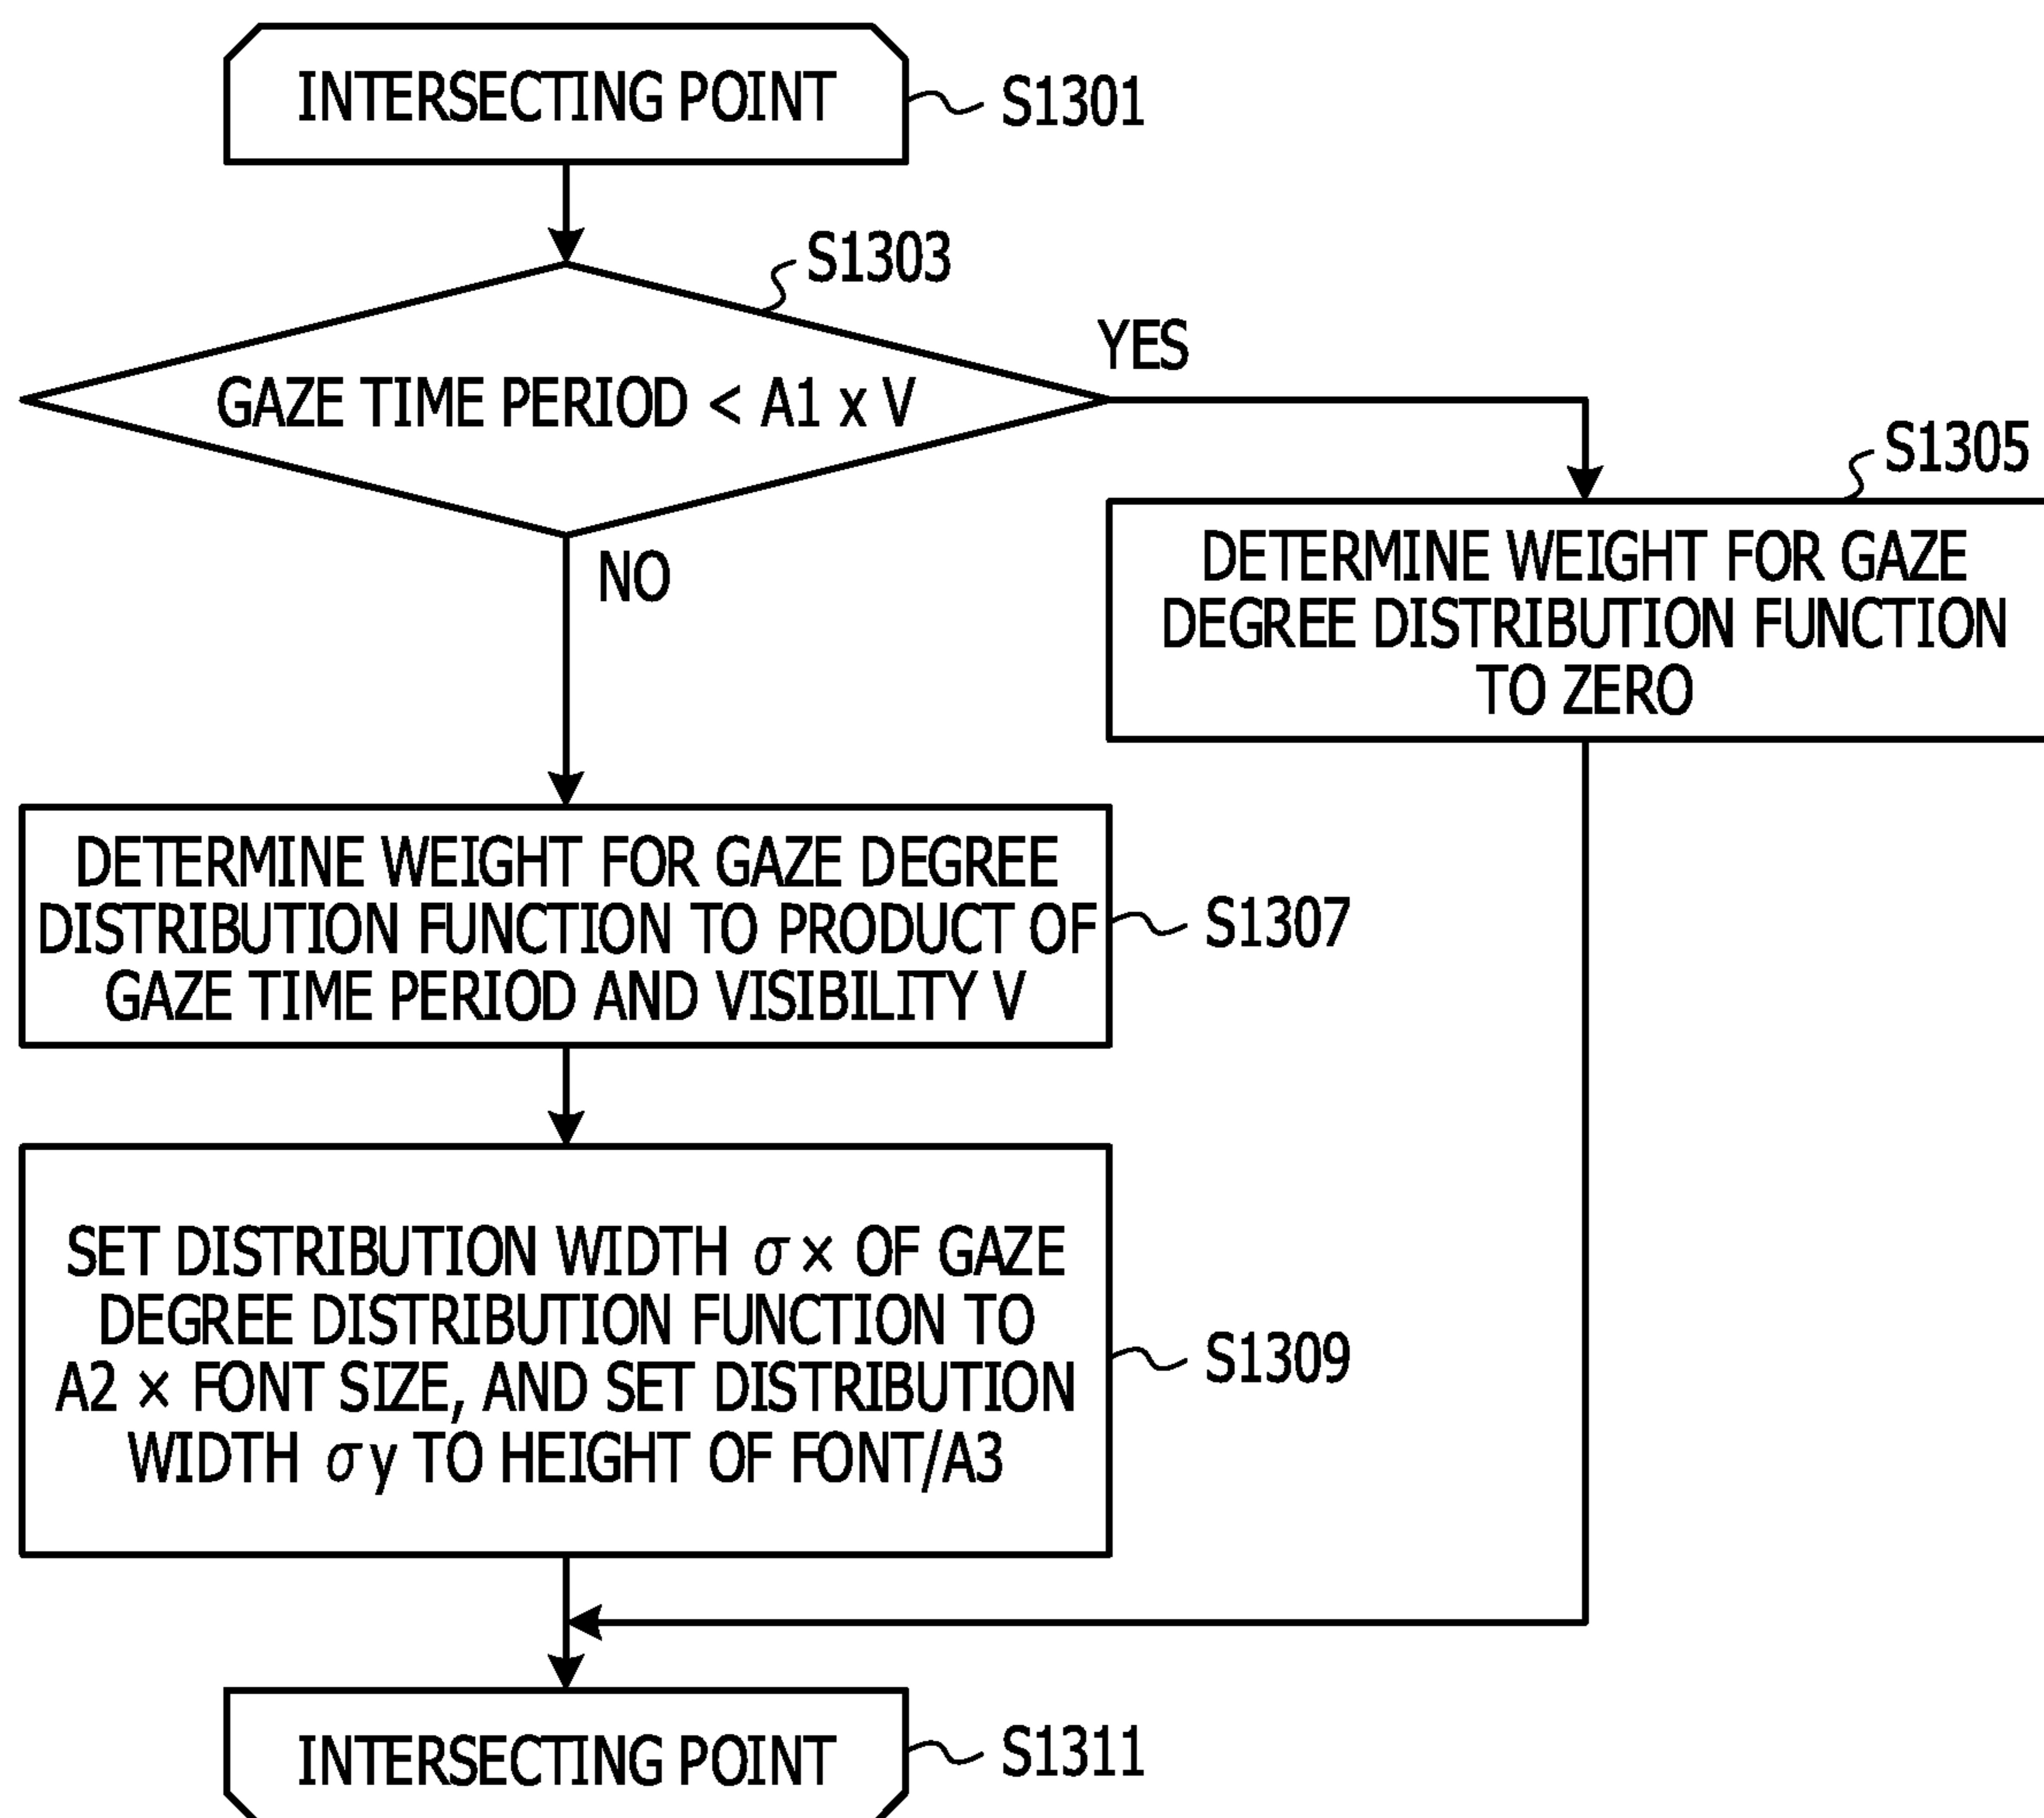 INTERSECTING POINT
S1301
S1303
GAZE TIME PERIOD < A1 x V
YES
NO
S1305
DETERMINE WEIGHT FOR GAZE
DEGREE DISTRIBUTION FUNCTION
TO ZERO
DETERMINE WEIGHT FOR GAZE DEGREE
DISTRIBUTION FUNCTION TO PRODUCT OF
GAZE TIME PERIOD AND VISIBILITY V
S1307
SET DISTRIBUTION WIDTH σ× OF GAZE
DEGREE DISTRIBUTION FUNCTION TO
A2 × FONT SIZE, AND SET DISTRIBUTION
WIDTH σy TO HEIGHT OF FONT/A3
S1309
INTERSECTING POINT
S1311